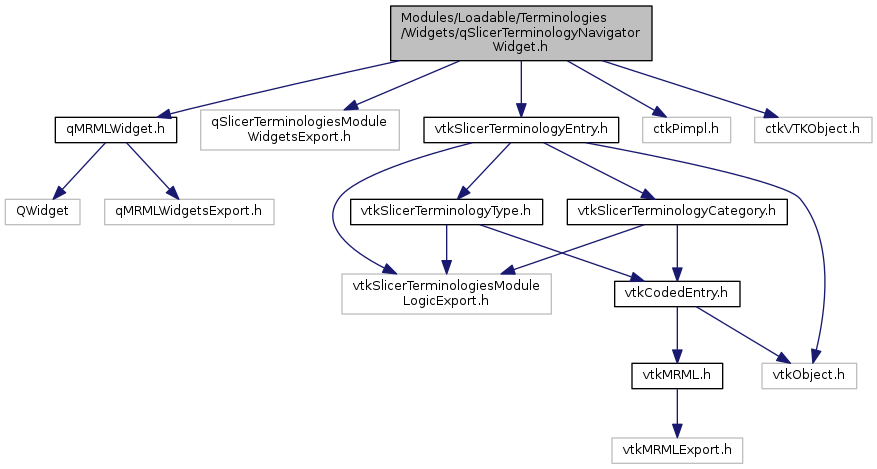 Modules/Loadable/Terminologies
/Widgets/qSlicerTerminologyNavigator
Widget.h
qMRMLWidget.h
qSlicerTerminologiesModule
WidgetsExport.h
vtkSlicerTerminologyEntry.h
ctkPimpl.h
ctkVTKObject.h
QWidget
qMRMLWidgetsExport.h
vtkSlicerTerminologyType.h
vtkSlicerTerminologyCategory.h
vtkSlicerTerminologiesModule
LogicExport.h
vtkCodedEntry.h
vtkMRML.h
vtkObject.h
vtkMRMLExport.h